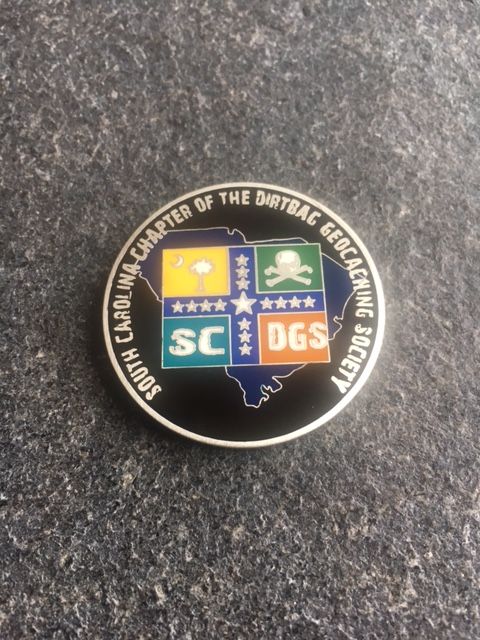 SOUTH CAROLINA CHAPTER OF THE DIRTBAG GEOCACHING SOCIETY
SC
DGS